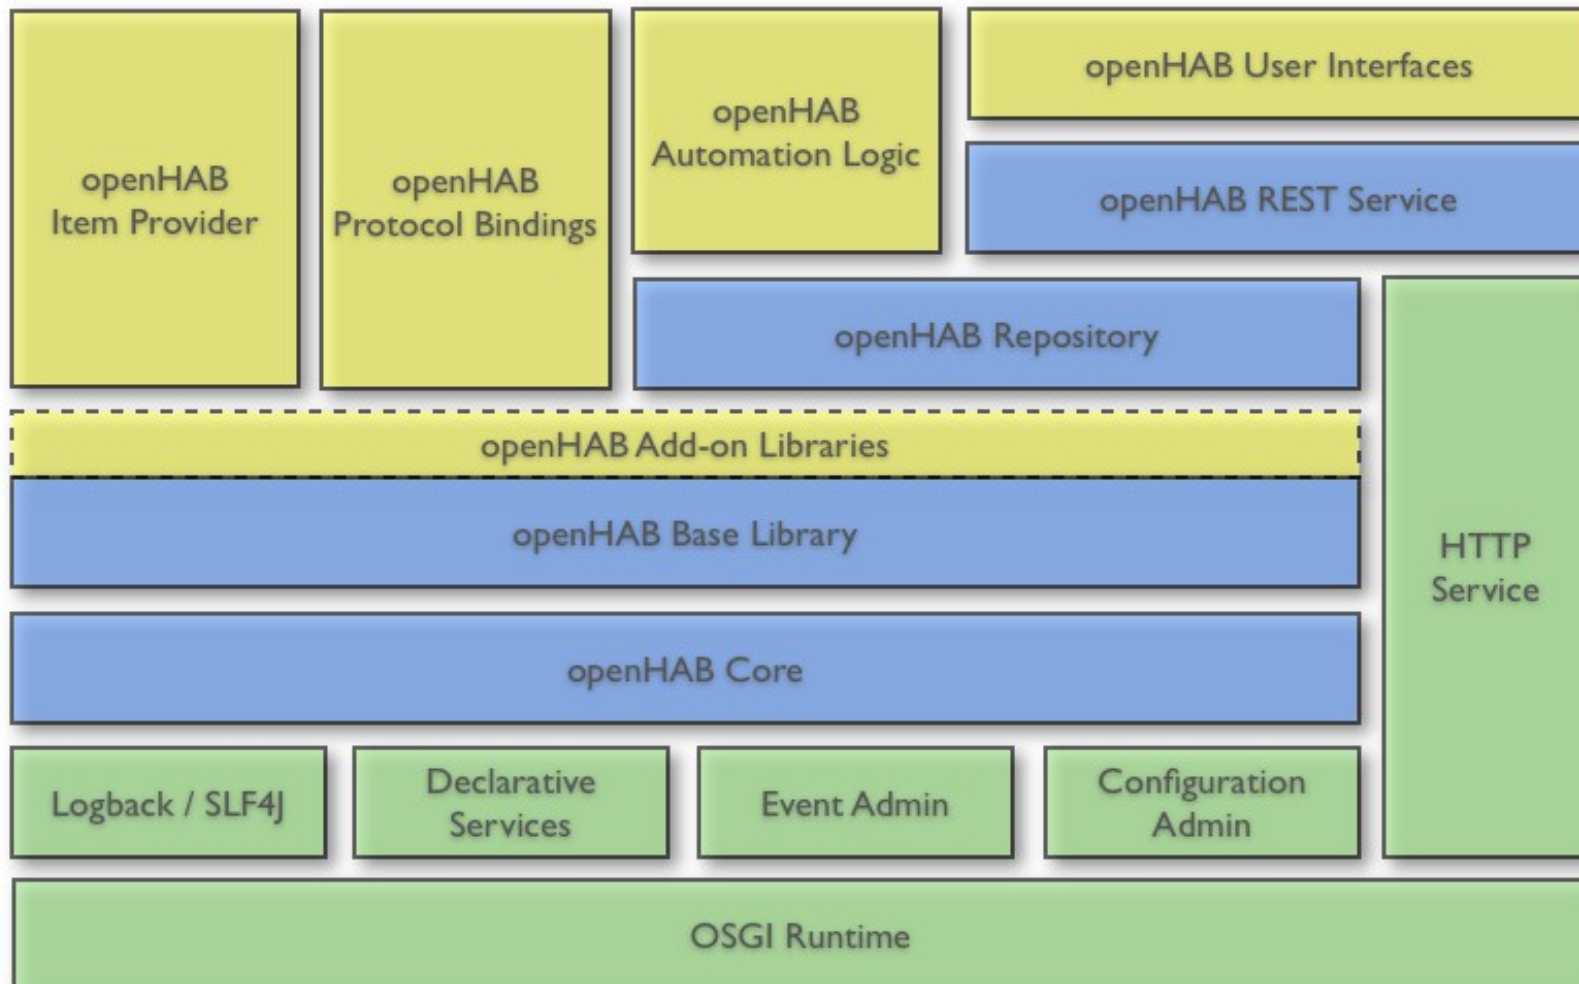 openHAB
Item Provider
openHAB
Protocol Bindings
openHAB
Automation Logic
openHAB User Interfaces
openHAB REST Service
openHAB Repository
openHAB Add-on Libraries
openHAB Base Library
HTTP
Service
openHAB Core
Logback / SLF4J
Declarative
Services
Event Admin
Configuration
Admin
OSGI Runtime